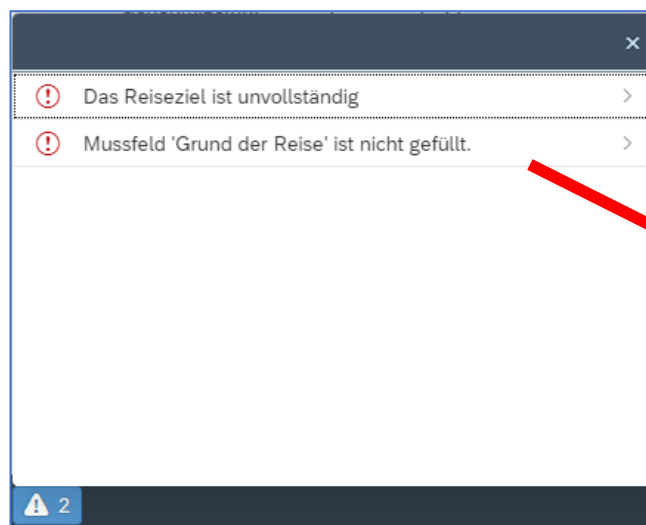 Das Reiseziel ist unvollständig
Mussfeld 'Grund der Reise' ist nicht gefüllt.
2